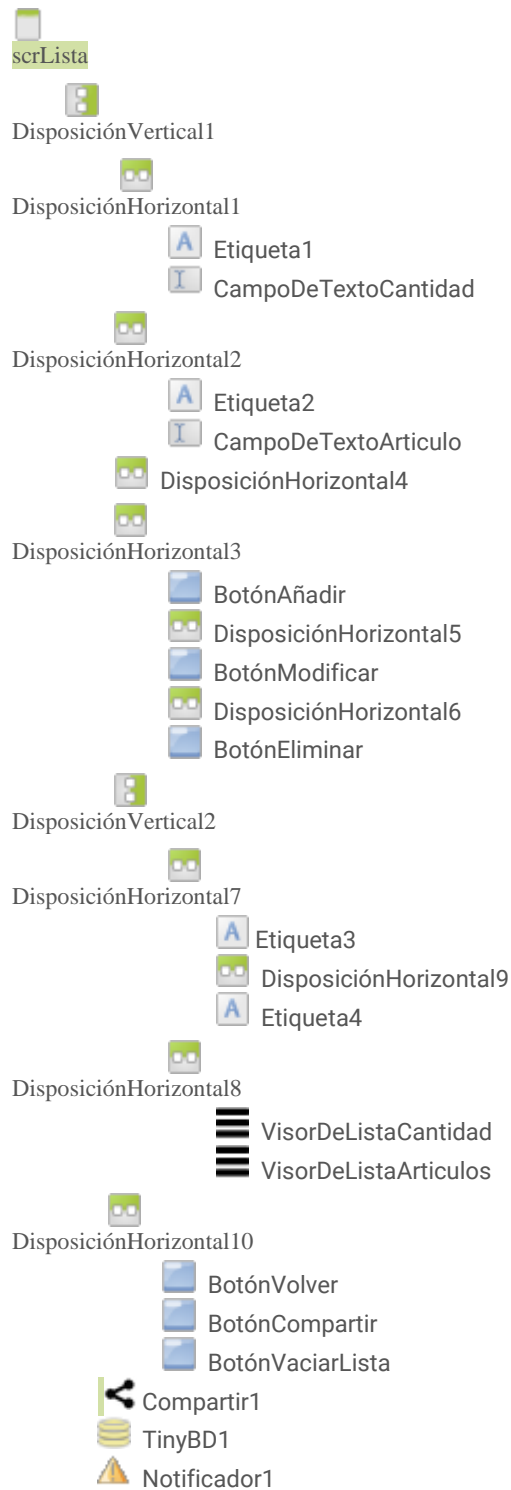 scrLista
DisposiciónVertical1
DisposiciónHorizontal1
Etiqueta1
CampoDeTextoCantidad
DisposiciónHorizontal2
Etiqueta2
CampoDeTextoArticulo
DisposiciónHorizontal4
DisposiciónHorizontal3
BotónAñadir
DisposiciónHorizontal5
BotónModificar
DisposiciónHorizontal6
BotónEliminar
DisposiciónVertical2
DisposiciónHorizontal7
Etiqueta3
DisposiciónHorizontal9
Etiqueta4
DisposiciónHorizontal8
VisorDeListaCantidad
VisorDeListaArticulos
DisposiciónHorizontal10
BotónVolver
BotónCompartir
BotónVaciarLista
Compartir1
TinyBD1
Notificador1